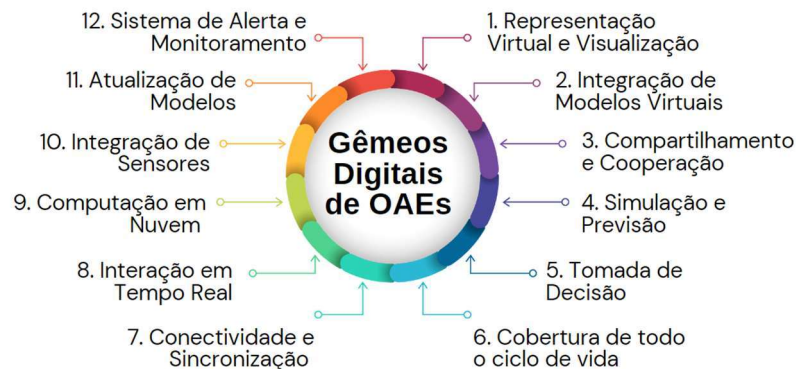 Gêmeos
Digitais
de OAEs
1. Representação
Virtual e Visualização
2. Integração de
Modelos Virtuais
3. Compartilhamento
e Cooperação
4. Simulação e
Previsão
5. Tomada de
Decisão
6. Cobertura de todo
o ciclo de vida
7. Conectividade e
Sincronização
8. Interação em
Tempo Real
9. Computação em
Nuvem
10. Integração de
Sensores
11. Atualização de
Modelos
12. Sistema de Alerta e
Monitoramento